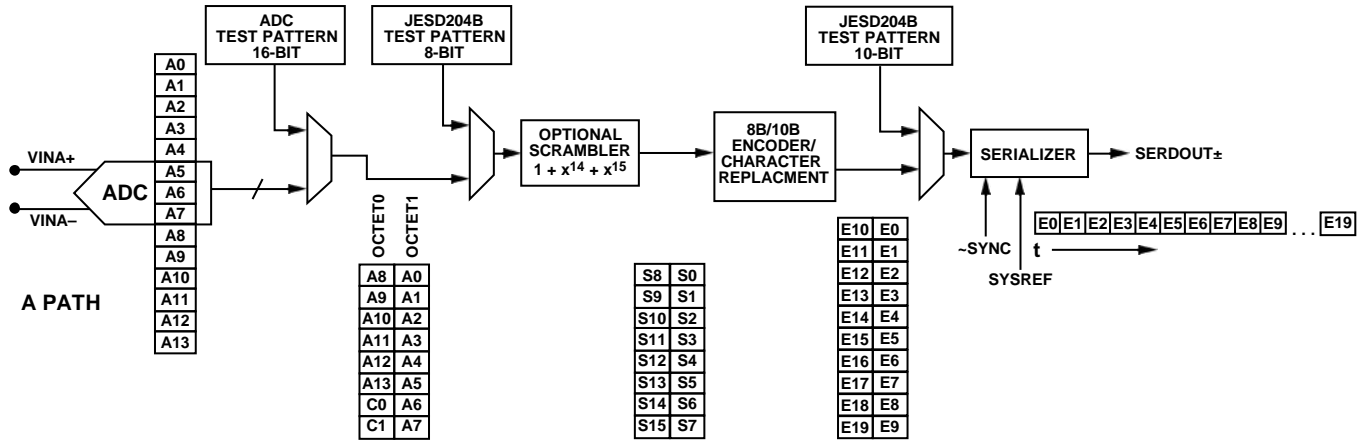 ADC
TEST PATTERN
16-BIT
JESD204B
TEST PATTERN
8-BIT
JESD204B
TEST PATTERN
10-BIT
A0
A1
A2
A3
A4
A5
A6
A7
A8
A9
A10
A11
A12
A13
VINA+
ADC
VINA–
A PATH
OPTIONAL
SCRAMBLER
1 + x14 + x15
8B/10B
ENCODER/
CHARACTER
REPLACMENT
SERIALIZER
SERDOUT±
~SYNC
SYSREF
E0 E1 E2 E3 E4 E5 E6 E7 E8 E9 . . . E19
t
OCTET0 OCTET1
A8 A0
A9 A1
A10 A2
A11 A3
A12 A4
A13 A5
C0 A6
C1 A7
S8 S0
S9 S1
S10 S2
S11 S3
S12 S4
S13 S5
S14 S6
S15 S7
E10 E0
E11 E1
E12 E2
E13 E3
E14 E4
E15 E5
E16 E6
E17 E7
E18 E8
E19 E9